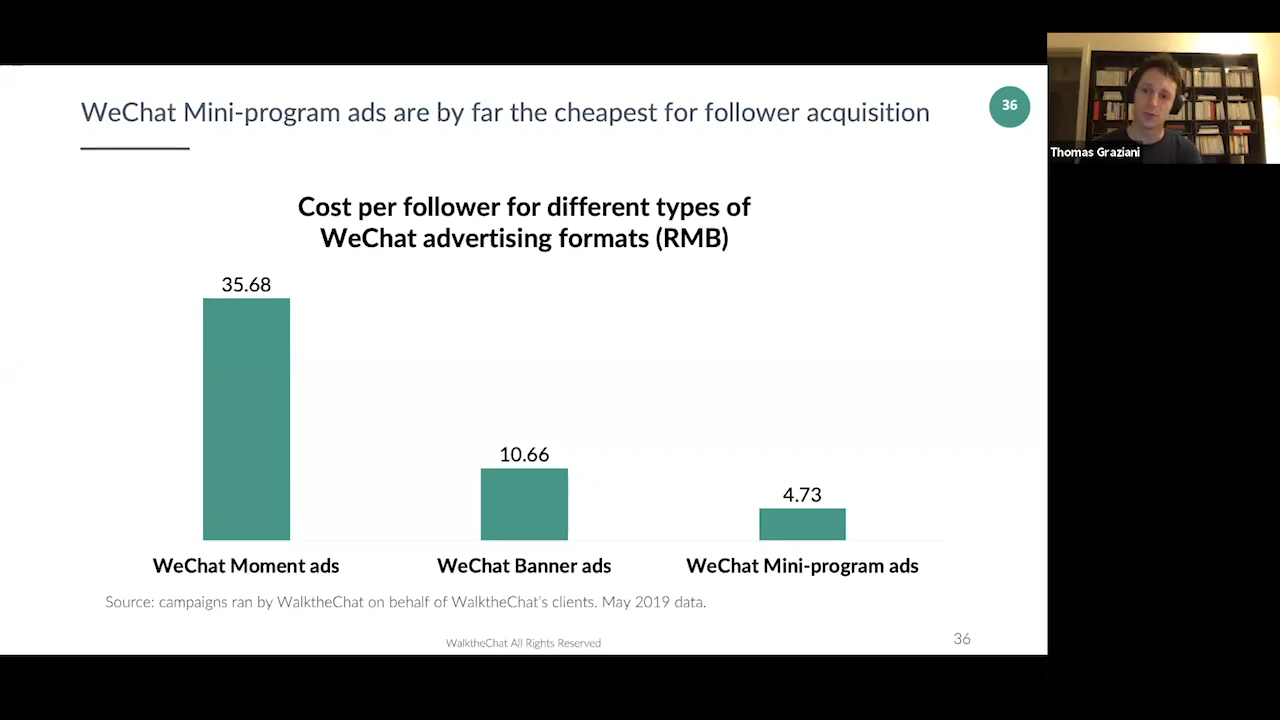 WeChat Mini-program ads are by far the cheapest for follower acquisition
36
Thomas Graziani
Cost per follower for different types of
WeChat advertising formats (RMB)
35.68
10.66
4.73
WeChat Moment ads
WeChat Banner ads
WeChat Mini-program ads
Source: campaigns ran by WalktheChat on behalf of WalktheChat's clients. May 2019 data.
WalktheChat All Rights Reserved
36